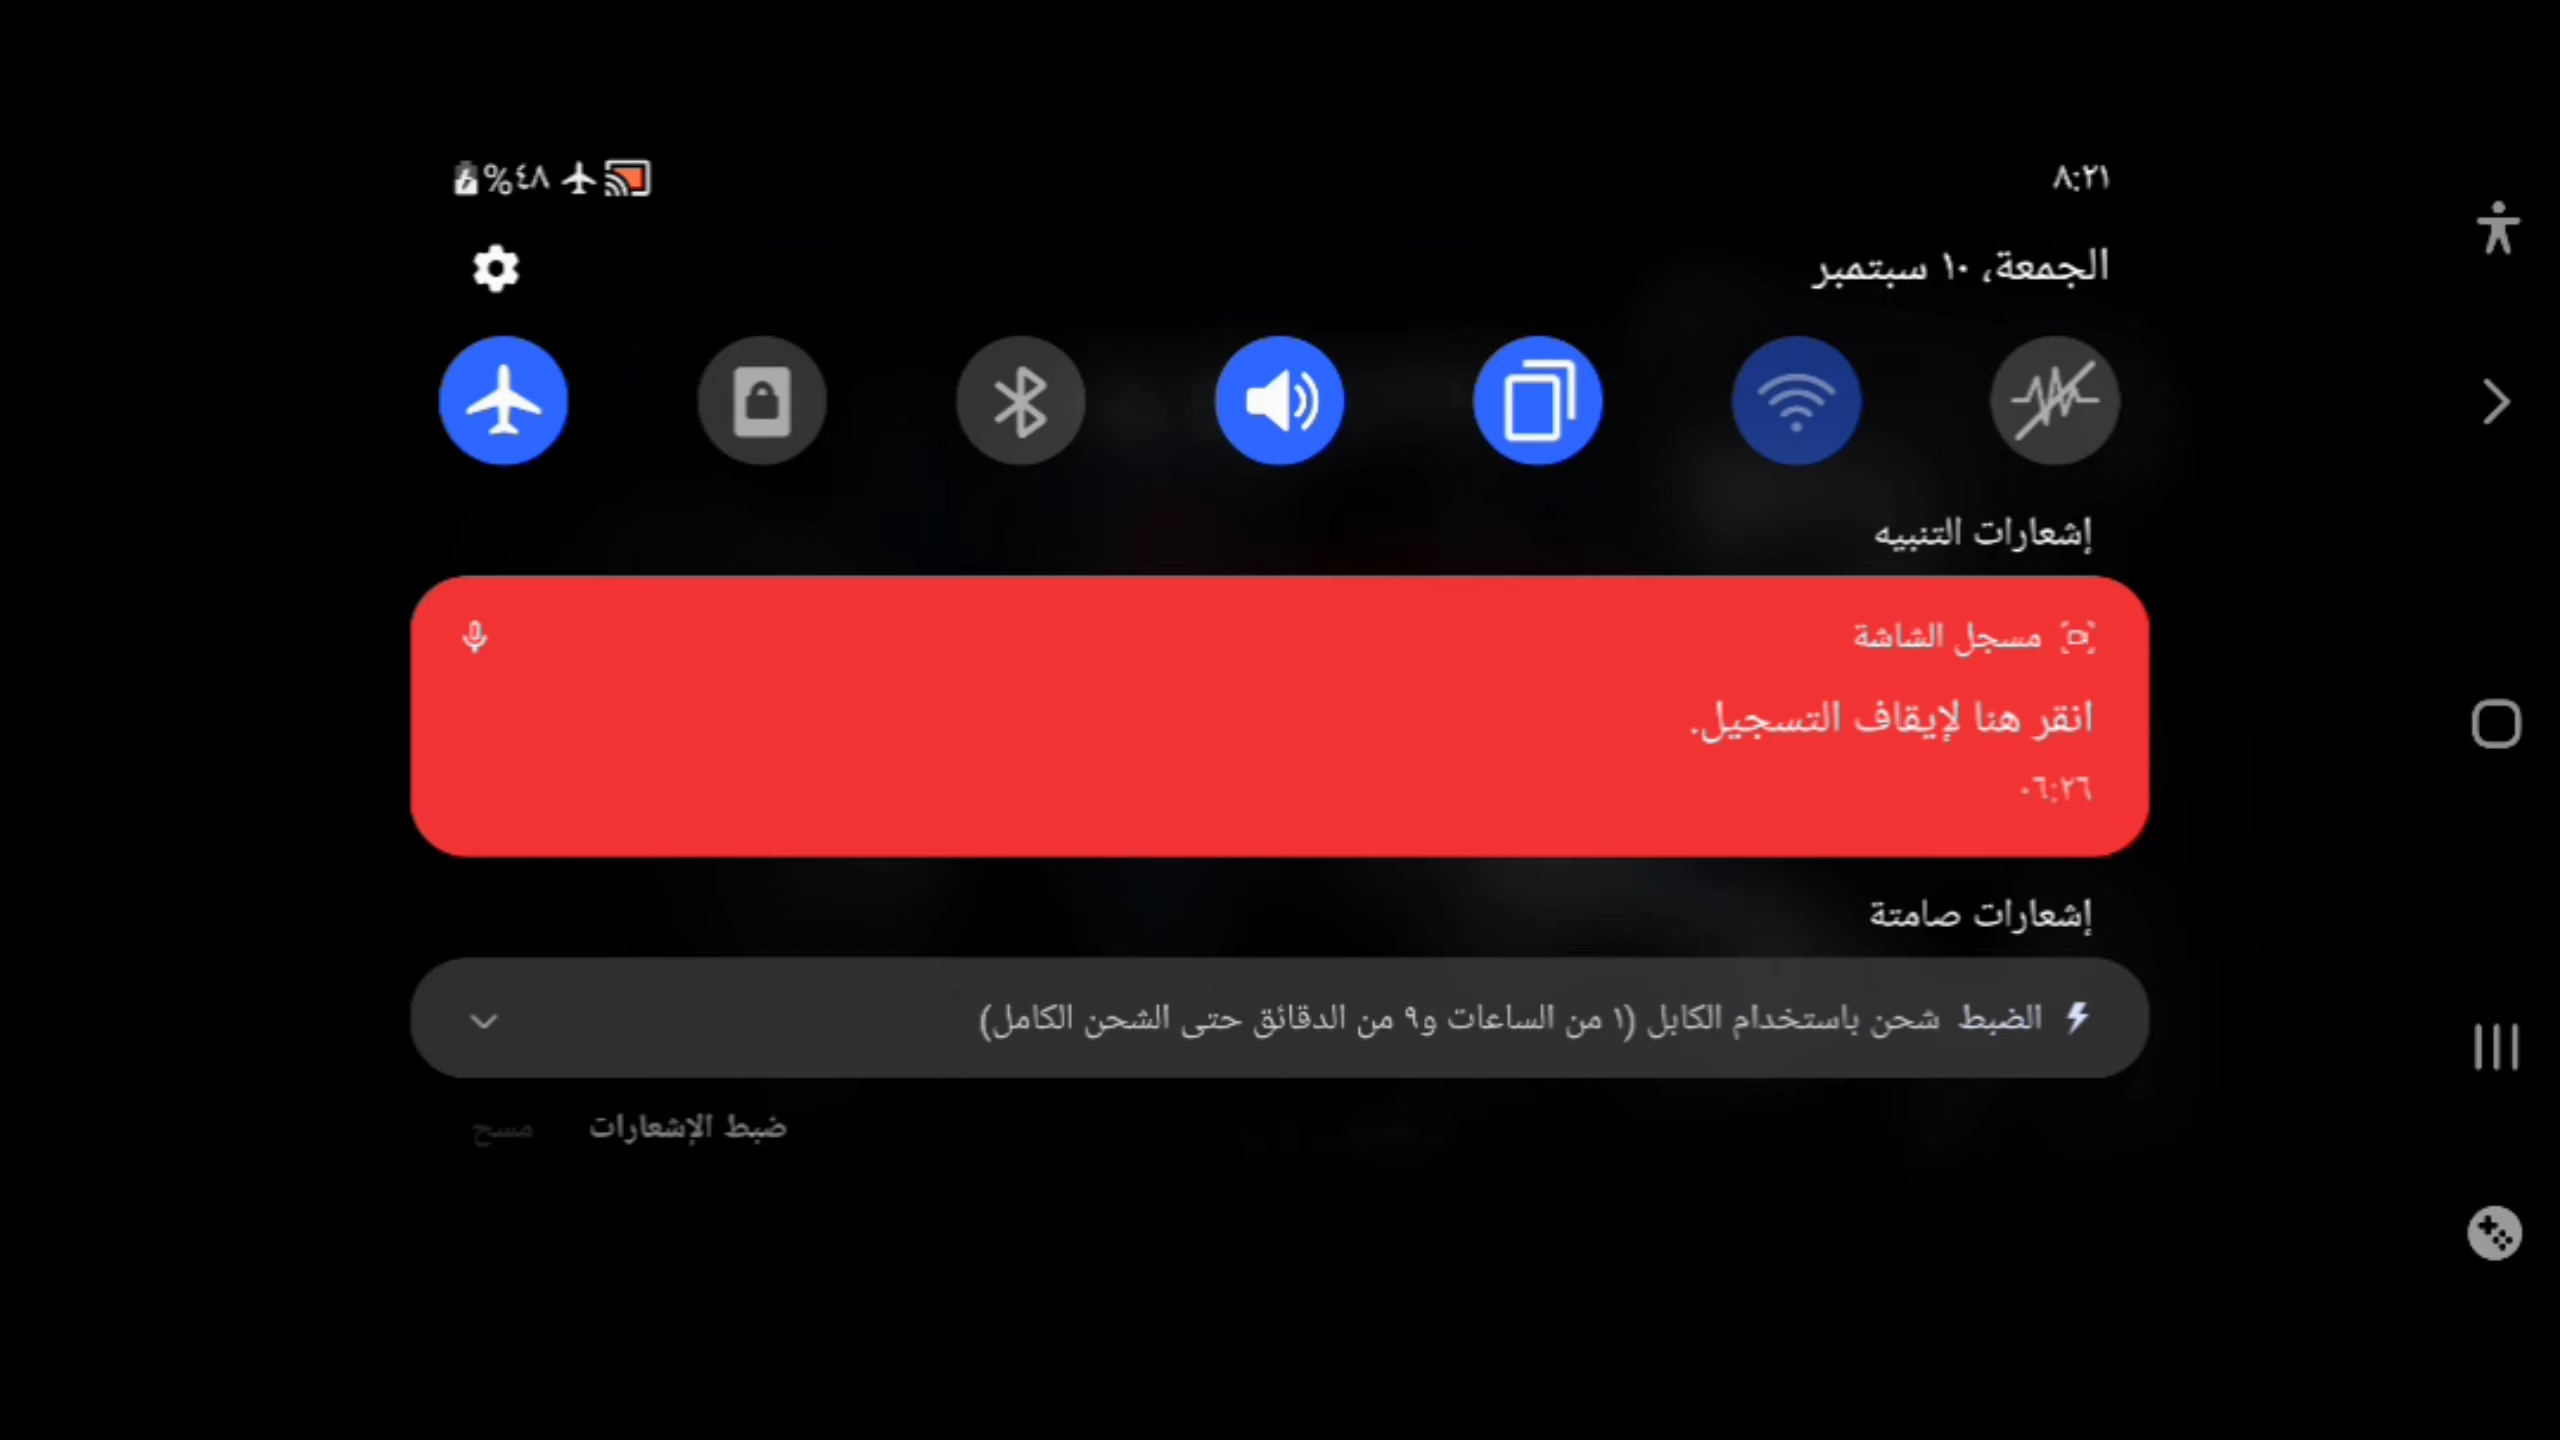 ٨:٢١ ٤٨%
الجمعة، ١٠ سبتمبر
إشعارات التنبيه
مسجل الشاشة
انقر هنا لإيقاف التسجيل.
٠٦:٢٦
إشعارات صامتة
الضبط شحن باستخدام الكابل (١ من الساعات و٩ من الدقائق حتى الشحن الكامل)
ضبط الإشعارات مسح